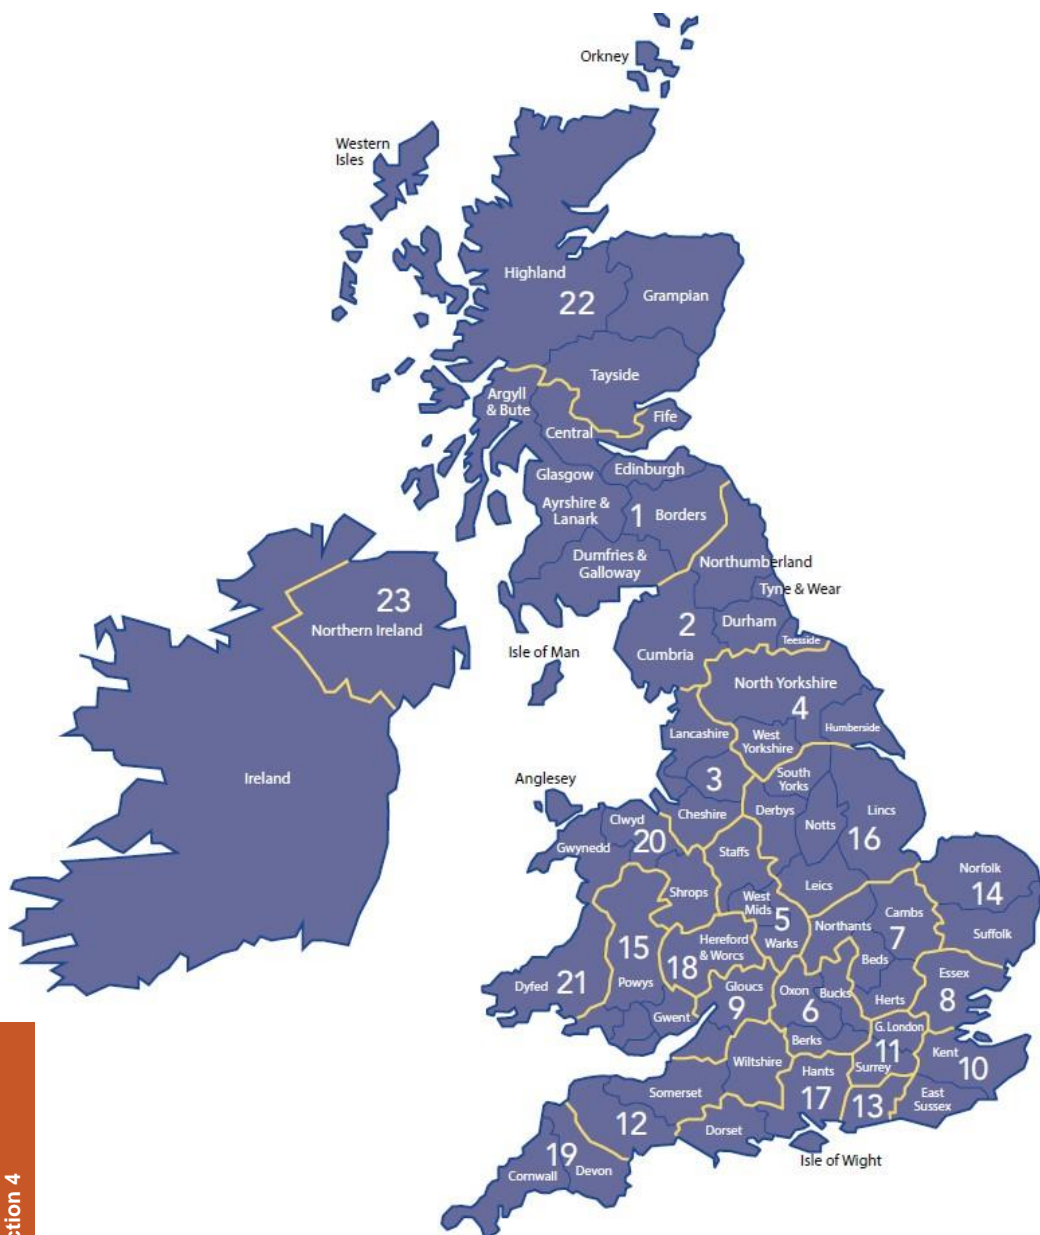 Orkney
Western
Isles
Highland
22
Grampian
Tayside
Argyll
& Bute
Fife
Central
Edinburgh
Glasgow
Ayrshire &
Lanark
1
Borders
Dumfries &
Galloway
Northumberland
Tyne & Wear
23
Northern Ireland
2
Durham
Teesside
Isle of Man
Cumbria
North Yorkshire
4
Humberside
Lancashire
West
Yorkshire
Ireland
Anglesey
3
South
Yorks
Cheshire
Derbys
Lincs
Clwyd
20
Notts
16
Gwynedd
Staffs
Norfolk
14
Shrops
Leics
West
Mids
5
Cambs
7
Northants
Suffolk
15
Hereford
& Worcs
18
Warks
Beds
Essex
8
Dyfed
21
Powys
Gloucs
9
Oxon
Bucks
6
Herts
Gwent
G. London
11
Berks
Surrey
Kent
10
Wiltshire
Hants
17
Somerset
13
East
Sussex
12
Dorset
Isle of Wight
19
Cornwall
Devon
ction 4